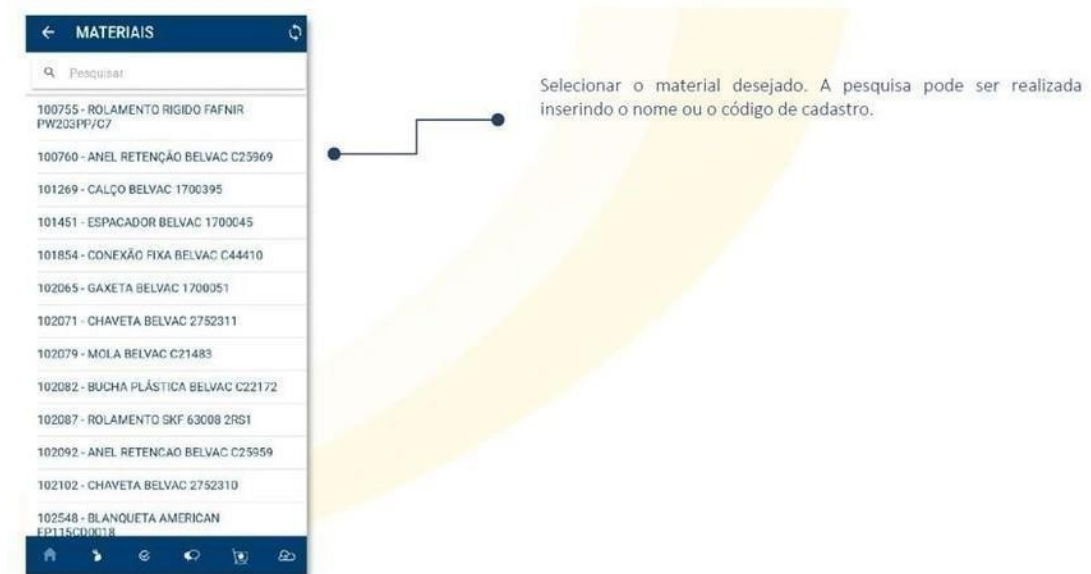 MATERIAIS
Pesquisar
100755 - ROLAMENTO RIGIDO FAFNIR
PW203PP/C7
100760 - ANEL RETENÇÃO BELVAC C25969
101269 - CALÇO BELVAC 1700395
101451 - ESPACADOR BELVAC 1700045
101854 - CONEXÃO FIXA BELVAC C44410
102065 - GAXETA BELVAC 1700051
102071 - CHAVETA BELVAC 2752311
102079 - MOLA BELVAC C21483
102082 - BUCHA PLÁSTICA BELVAC C22172
102087 - ROLAMENTO SKF 63008 2RS1
102092 - ANEL RETENCAO BELVAC C25959
102102 - CHAVETA BELVAC 2752310
102548 - BLANQUETA AMERICAN
FP115CD0018
Selecionar o material desejado. A pesquisa pode ser realizada
inserindo o nome ou o código de cadastro.